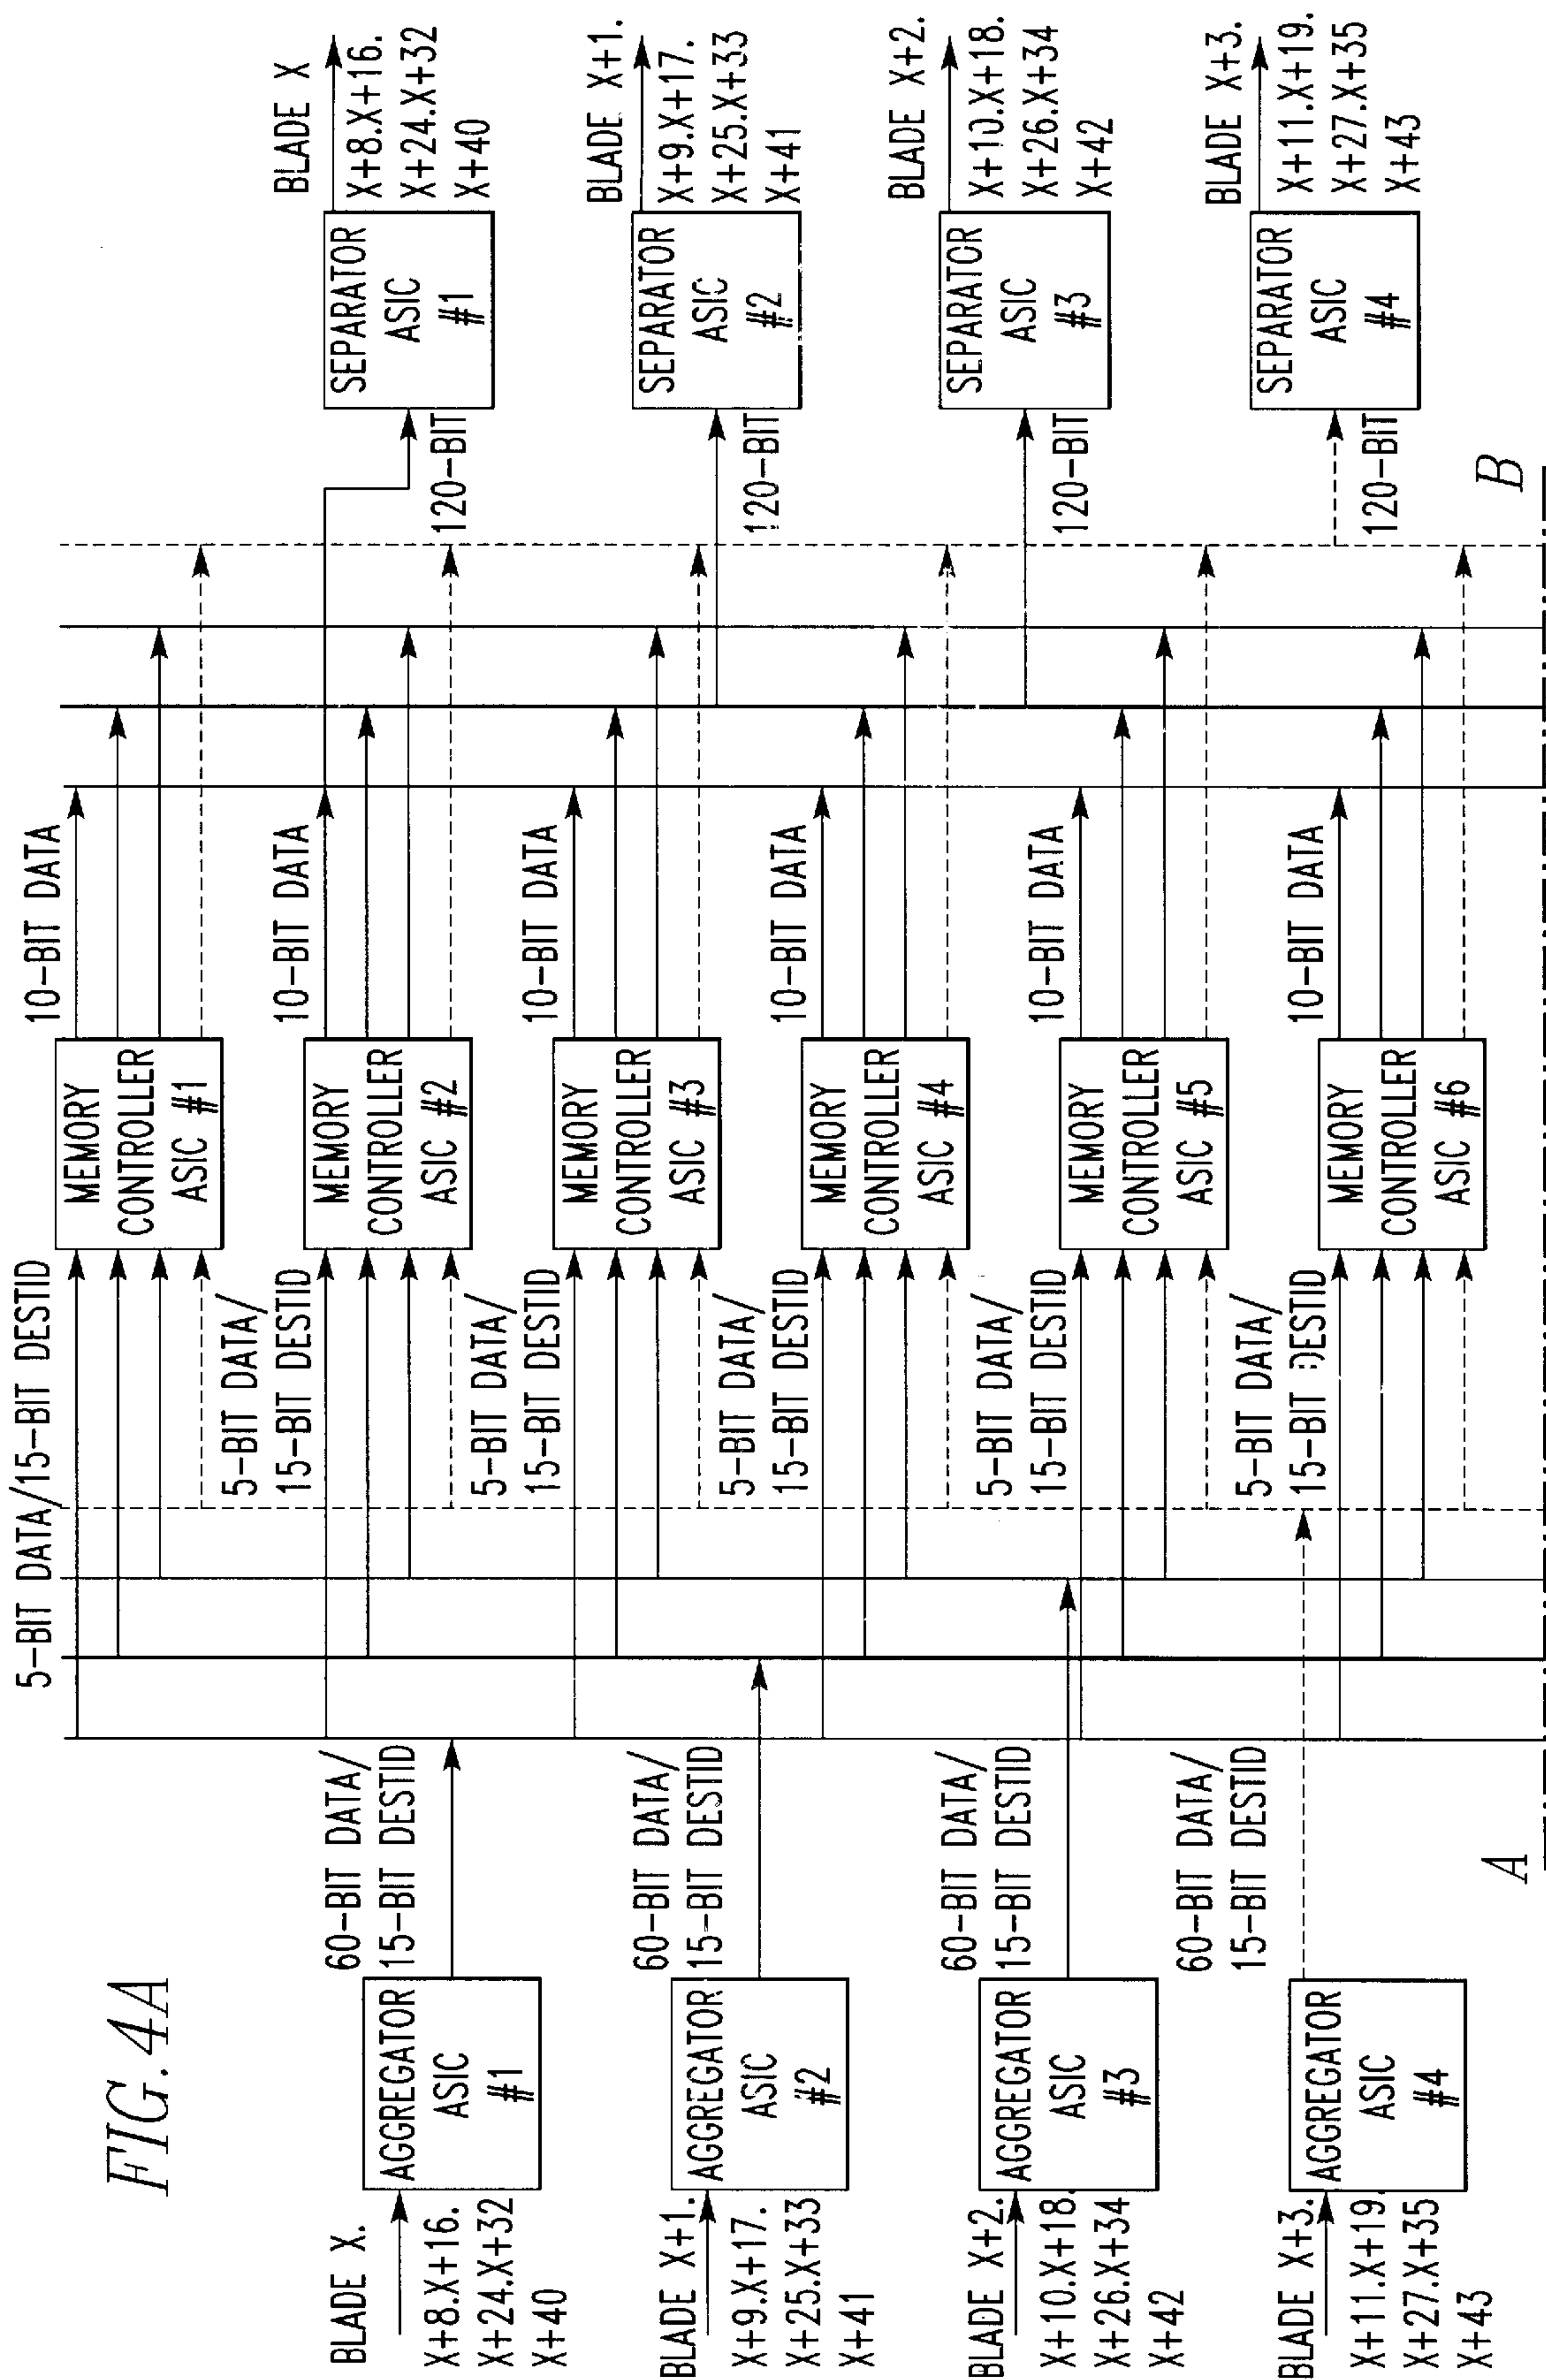 FIG. 4A
BLADE X.
X+8.X+16.
X+24.X+32
X+40
AGGREGATOR
ASIC
#1
60-BIT DATA/
15-BIT DESTID
BLADE X+1.
X+9.X+17.
X+25.X+33
X+41
AGGREGATOR
ASIC
#2
60-BIT DATA/
15-BIT DESTID
BLADE X+2.
X+10.X+18.
X+26.X+34
X+42
AGGREGATOR
ASIC
#3
60-BIT DATA/
15-BIT DESTID
BLADE X+3.
X+11.X+19.
X+27.X+35
X+43
AGGREGATOR
ASIC
#4
60-BIT DATA/
15-BIT DESTID
5-BIT DATA/15-BIT DESTID
MEMORY
CONTROLLER
ASIC #1
10-BIT DATA
5-BIT DATA/
15-BIT DESTID
MEMORY
CONTROLLER
ASIC #2
10-BIT DATA
5-BIT DATA/
15-BIT DESTID
MEMORY
CONTROLLER
ASIC #3
10-BIT DATA
5-BIT DATA/
15-BIT DESTID
MEMORY
CONTROLLER
ASIC #4
10-BIT DATA
5-BIT DATA/
15-BIT DESTID
MEMORY
CONTROLLER
ASIC #5
10-BIT DATA
5-BIT DATA/
15-BIT DESTID
MEMORY
CONTROLLER
ASIC #6
10-BIT DATA
120-BIT
SEPARATOR
ASIC
#1
BLADE X
X+8.X+16.
X+24.X+32
X+40
120-BIT
SEPARATOR
ASIC
#2
BLADE X+1.
X+9.X+17.
X+25.X+33
X+41
120-BIT
SEPARATOR
ASIC
#3
BLADE X+2.
X+10.X+18.
X+26.X+34
X+42
120-BIT
SEPARATOR
ASIC
#4
BLADE X+3.
X+11.X+19.
X+27.X+35
X+43
A
B